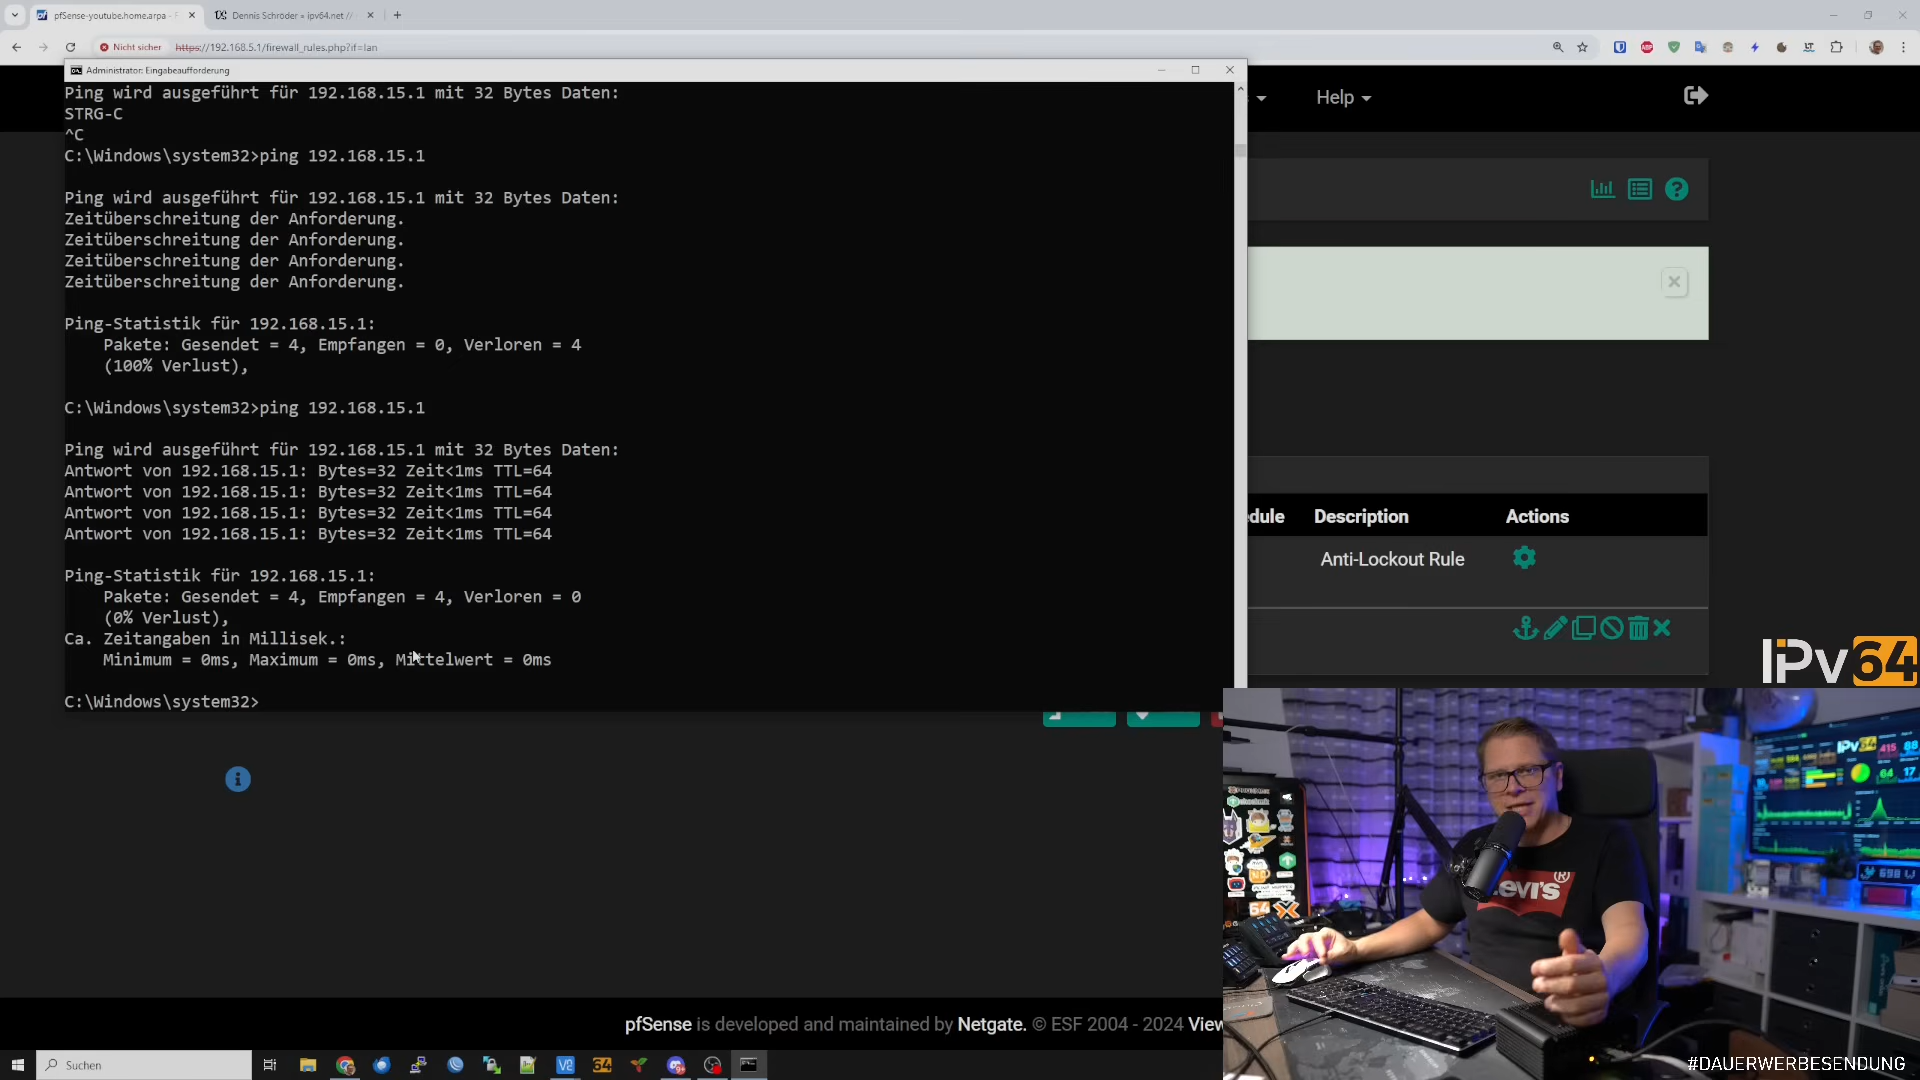 pfSense-youtube.home.arpa - F
Dennis Schröder = ipv64.net //
Nicht sicher
https://192.168.5.1/firewall_rules.php?if=lan
Administrator: Eingabeaufforderung
Help
Ping wird ausgeführt für 192.168.15.1 mit 32 Bytes Daten:
STRG-C
^C
C:\Windows\system32>ping 192.168.15.1
Ping wird ausgeführt für 192.168.15.1 mit 32 Bytes Daten:
Zeitüberschreitung der Anforderung.
Zeitüberschreitung der Anforderung.
Zeitüberschreitung der Anforderung.
Zeitüberschreitung der Anforderung.
Ping-Statistik für 192.168.15.1:
Pakete: Gesendet = 4, Empfangen = 0, Verloren = 4
(100% Verlust),
C:\Windows\system32>ping 192.168.15.1
Ping wird ausgeführt für 192.168.15.1 mit 32 Bytes Daten:
Antwort von 192.168.15.1: Bytes=32 Zeit<1ms TTL=64
Antwort von 192.168.15.1: Bytes=32 Zeit<1ms TTL=64
Antwort von 192.168.15.1: Bytes=32 Zeit<1ms TTL=64
Antwort von 192.168.15.1: Bytes=32 Zeit<1ms TTL=64
Ping-Statistik für 192.168.15.1:
Pakete: Gesendet = 4, Empfangen = 4, Verloren = 0
(0% Verlust),
Ca. Zeitangaben in Millisek.:
Minimum = 0ms, Maximum = 0ms, Mittelwert = 0ms
C:\Windows\system32>
edule Description Actions
Anti-Lockout Rule
IPv64
IPv64 415 88
64 17
698 W
Levi's
64
pfSense is developed and maintained by Netgate. © ESF 2004 - 2024 View
Suchen
#DAUERWERBESENDUNG